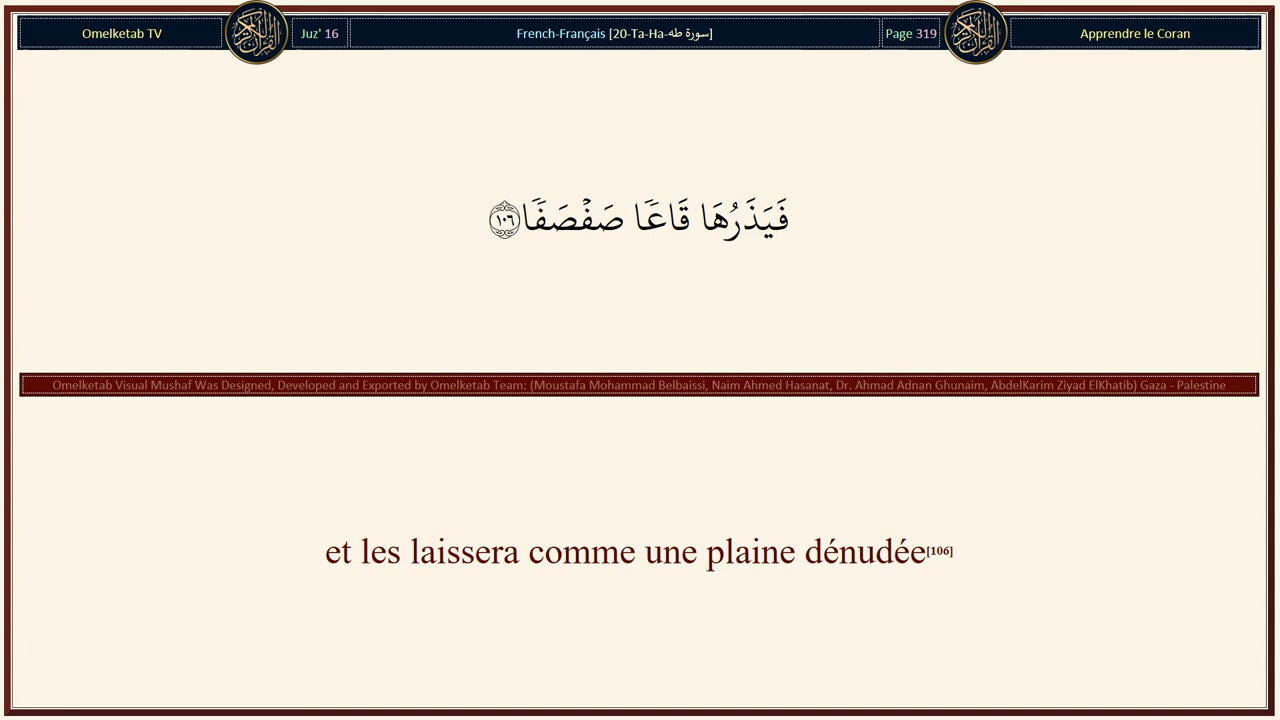 Omelketab TV
Juz' 16
French-Français [20-Ta-Ha-سورة طه]
Page 319
Apprendre le Coran
فَيَذَرُهَا قَاعٗا صَفۡصَفٗا ١٠٦
Omelketab Visual Mushaf Was Designed, Developed and Exported by Omelketab Team: (Moustafa Mohammad Belbaissi, Naim Ahmed Hasanat, Dr. Ahmad Adnan Ghunaim, AbdelKarim Ziyad ElKhatib) Gaza - Palestine
et les laissera comme une plaine dénudée[106]